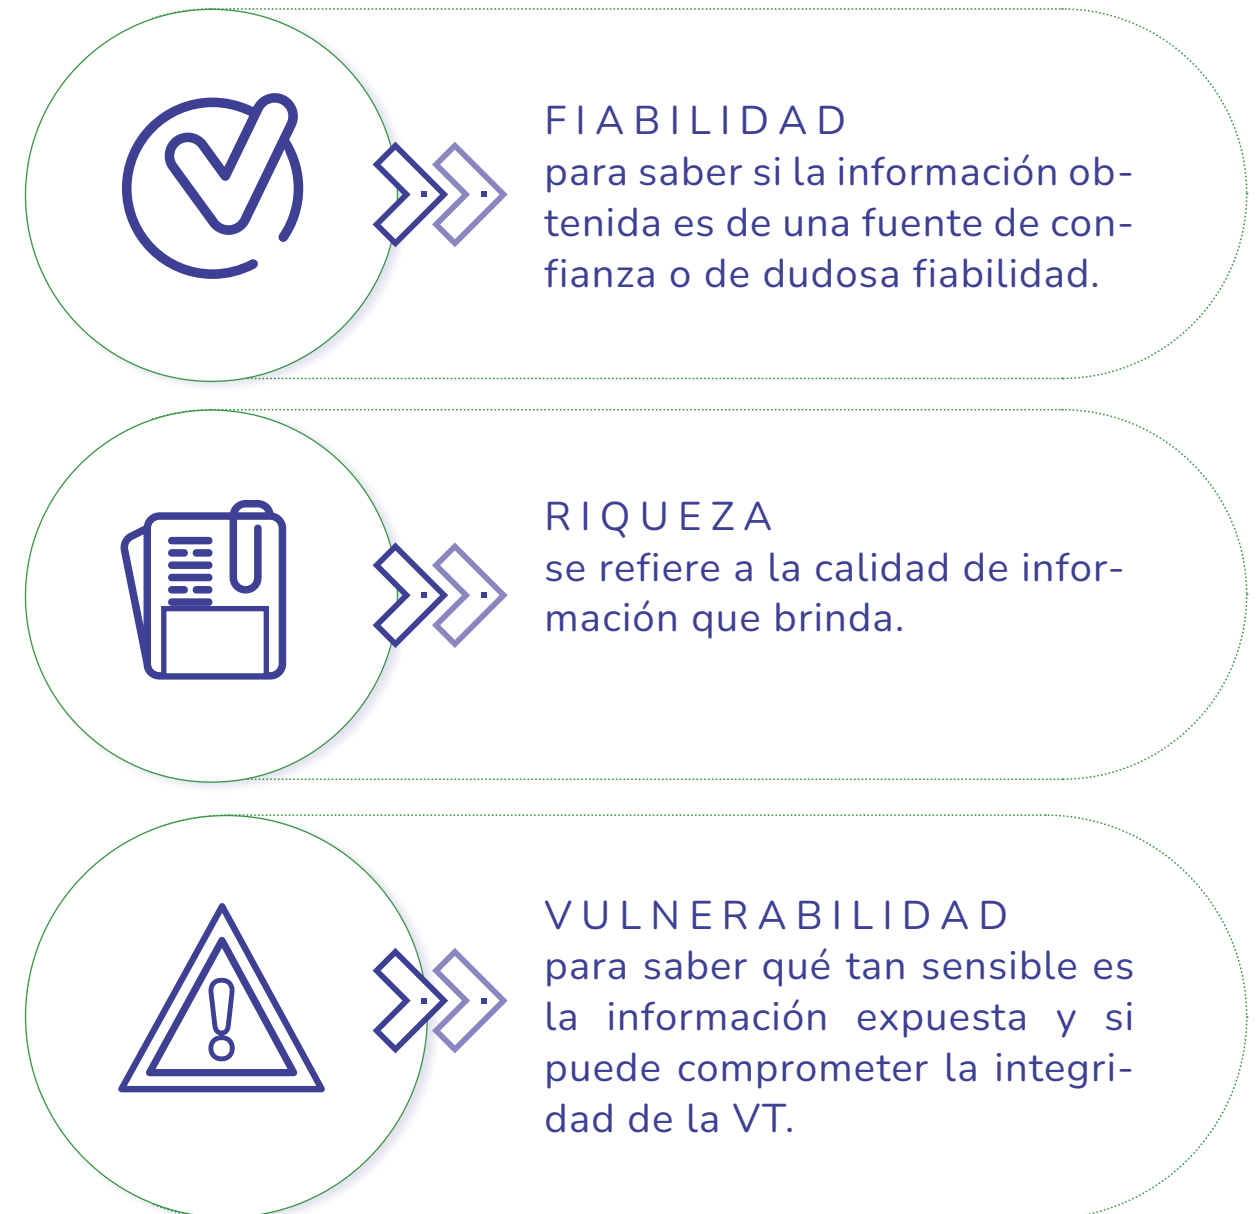 FIABILIDAD
para saber si la información ob-
tenida es de una fuente de con-
fianza o de dudosa fiabilidad.
RIQUEZA
se refiere a la calidad de infor-
mación que brinda.
VULNERABILIDAD
para saber qué tan sensible es
la información expuesta y si
puede comprometer la integri-
dad de la VT.